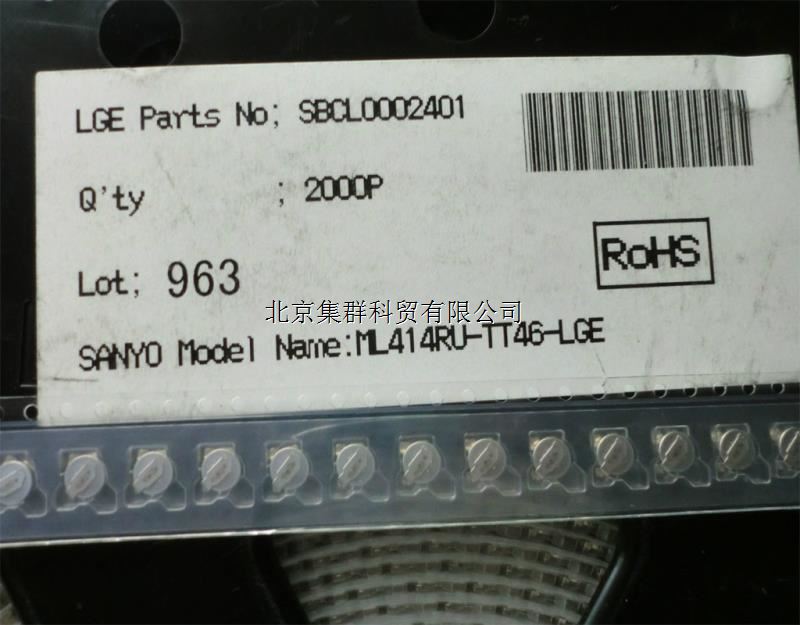 LGE Parts No; SBCL0002401
Q'ty ; 2000P
RoHS
Lot; 963
北京集群科贸有限公司
SANYO Model Name:ML414RU-TT46-LGE